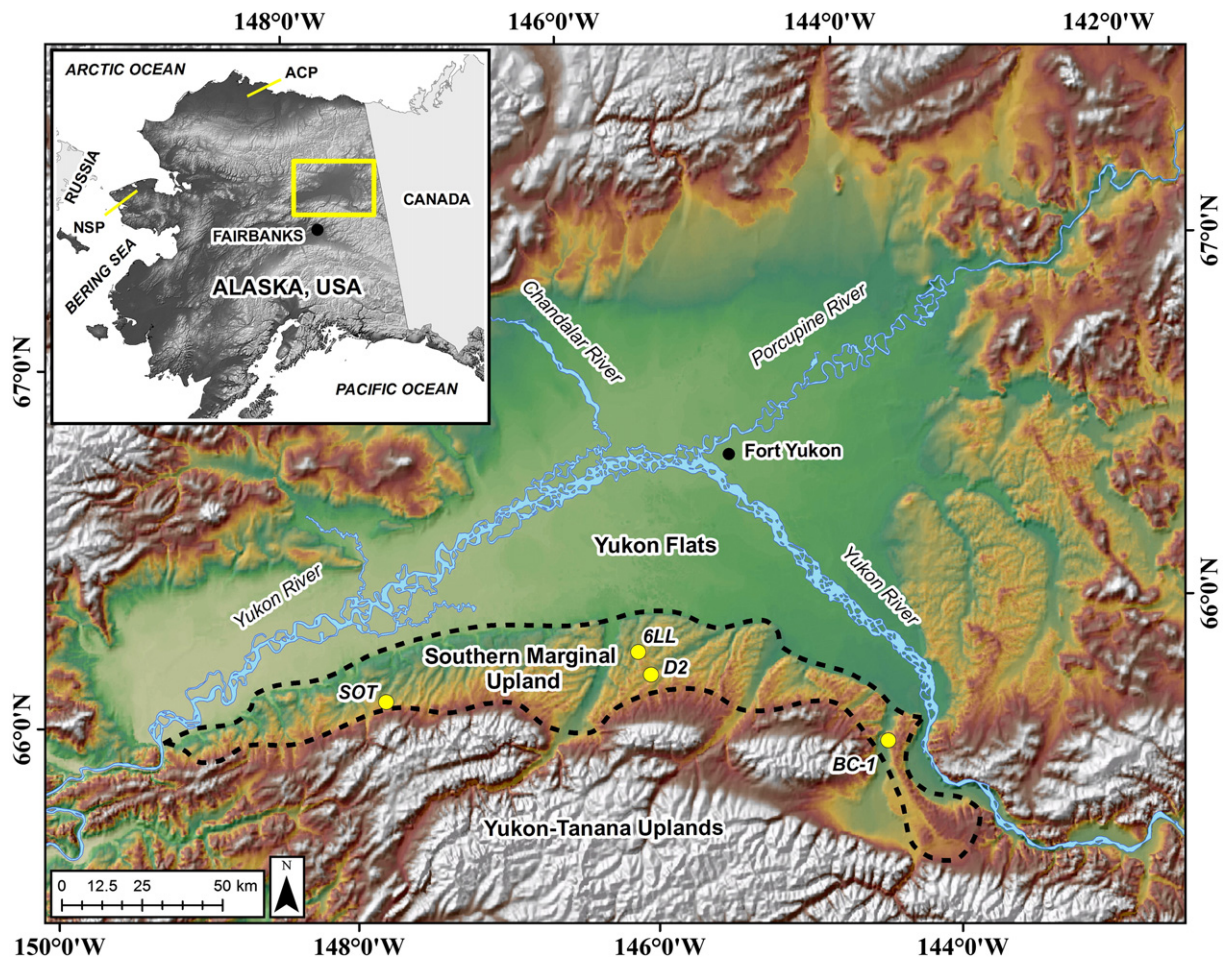 148°0'W 146°0'W 144°0'W 142°0'W
ARCTIC OCEAN
ACP
RUSSIA
CANADA
NSP
FAIRBANKS
BERING SEA
ALASKA, USA
PACIFIC OCEAN
67°0'N
67°0'N
Chandalar River
Porcupine River
Fort Yukon
Yukon Flats
Yukon River
Yukon River
66°0'N
66°0'N
6LL
Southern Marginal
Upland
D2
SOT
BC-1
Yukon-Tanana Uplands
N
0 12.5 25 50 km
150°0'W 148°0'W 146°0'W 144°0'W